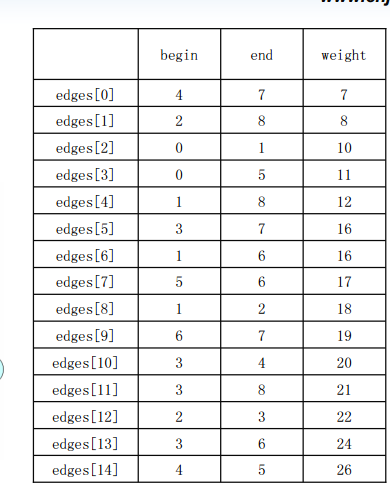 begin end weight
edges[0] 4 7 7
edges[1] 2 8 8
edges[2] 0 1 10
edges[3] 0 5 11
edges[4] 1 8 12
edges[5] 3 7 16
edges[6] 1 6 16
edges[7] 5 6 17
edges[8] 1 2 18
edges[9] 6 7 19
edges[10] 3 4 20
edges[11] 3 8 21
edges[12] 2 3 22
edges[13] 3 6 24
edges[14] 4 5 26